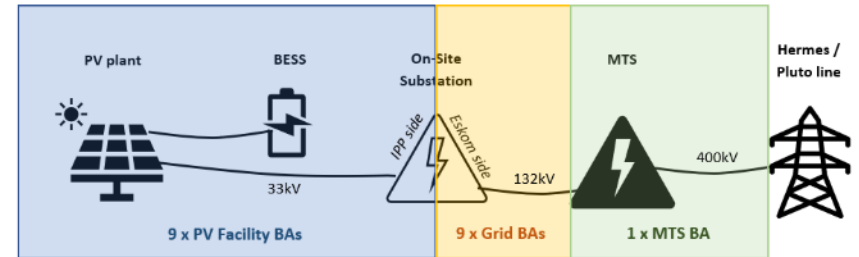 PV plant
BESS
On-Site
Substation
MTS
Hermes /
Pluto line
IPP side
Eskom side
33kV
132kV
400kV
9 x PV Facility BAs
9 x Grid BAs
1 x MTS BA